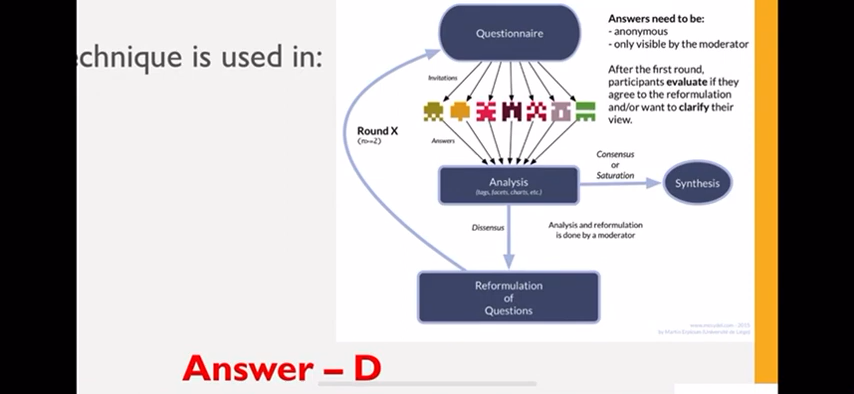 echnique is used in:
Questionnaire
Answers need to be:
- anonymous
- only visible by the moderator
Invitations
After the first round,
participants evaluate if they
agree to the reformulation
and/or want to clarify their
view.
Round X
(n>=2)
Answers
Consensus
or
Saturation
Analysis
(tags, facets, charts, etc.)
Synthesis
Dissensus
Analysis and reformulation
is done by a moderator
Reformulation
of
Questions
Answer – D